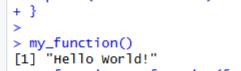 + }
>
> my_function()
[1] "Hello World!"